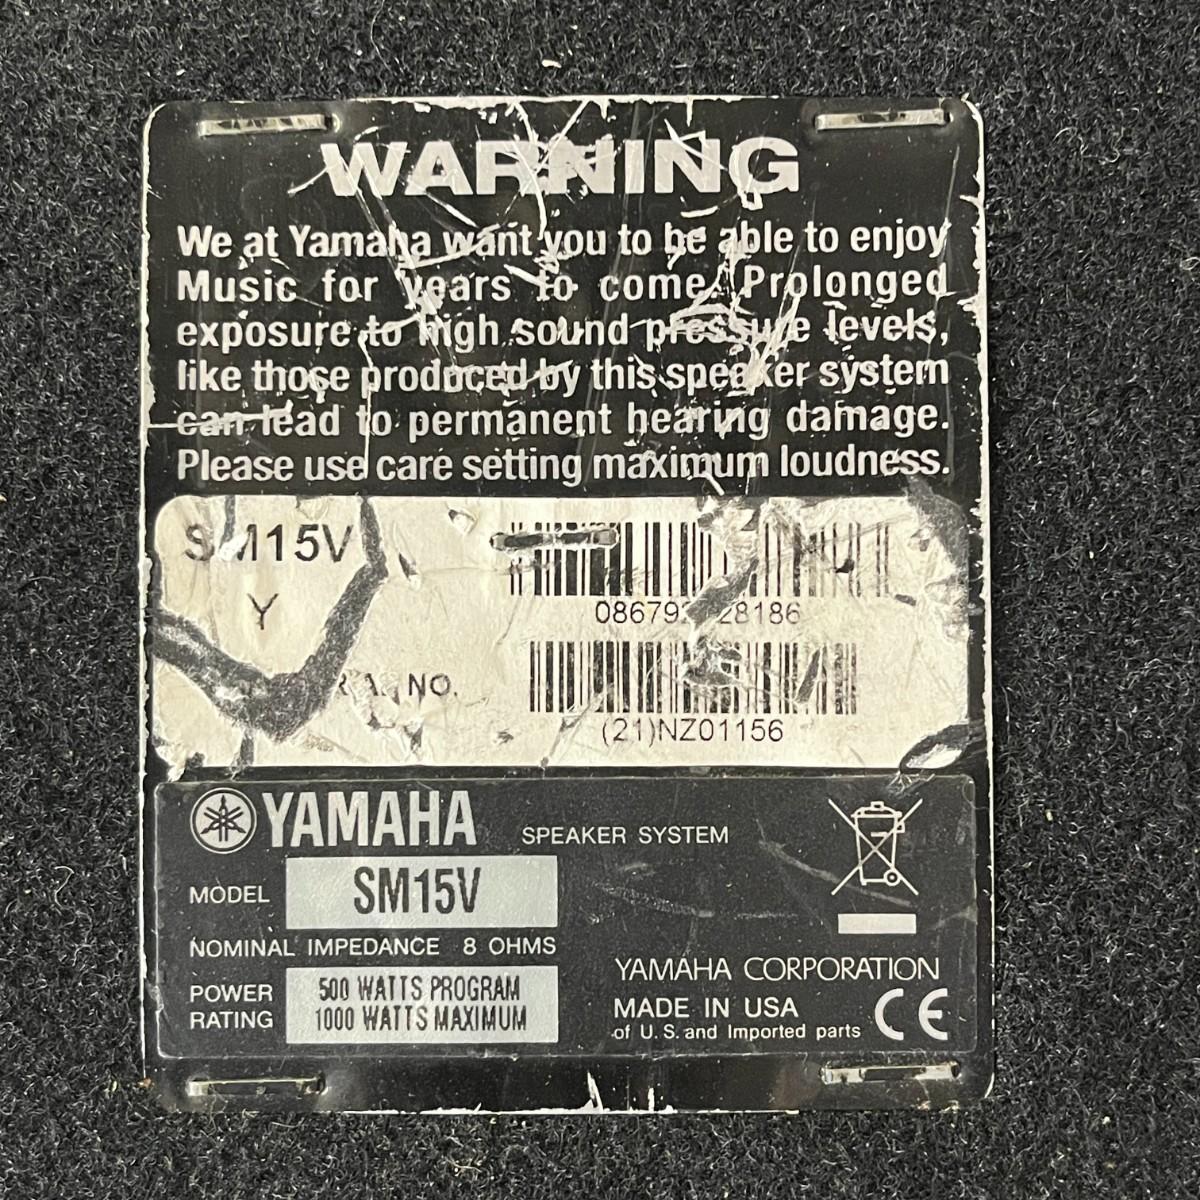 WARNING
We at Yamaha want you to be able to enjoy
Music for years to come. Prolonged
exposure to high sound pressure levels,
like those produced by this speaker system
can lead to permanent hearing damage.
Please use care setting maximum loudness.
SM15V
Y
NO.
(21)NZ01156
YAMAHA SPEAKER SYSTEM
MODEL SM15V
NOMINAL IMPEDANCE 8 OHMS
POWER RATING
500 WATTS PROGRAM
1000 WATTS MAXIMUM
YAMAHA CORPORATION
MADE IN USA
of U.S. and Imported parts
CE